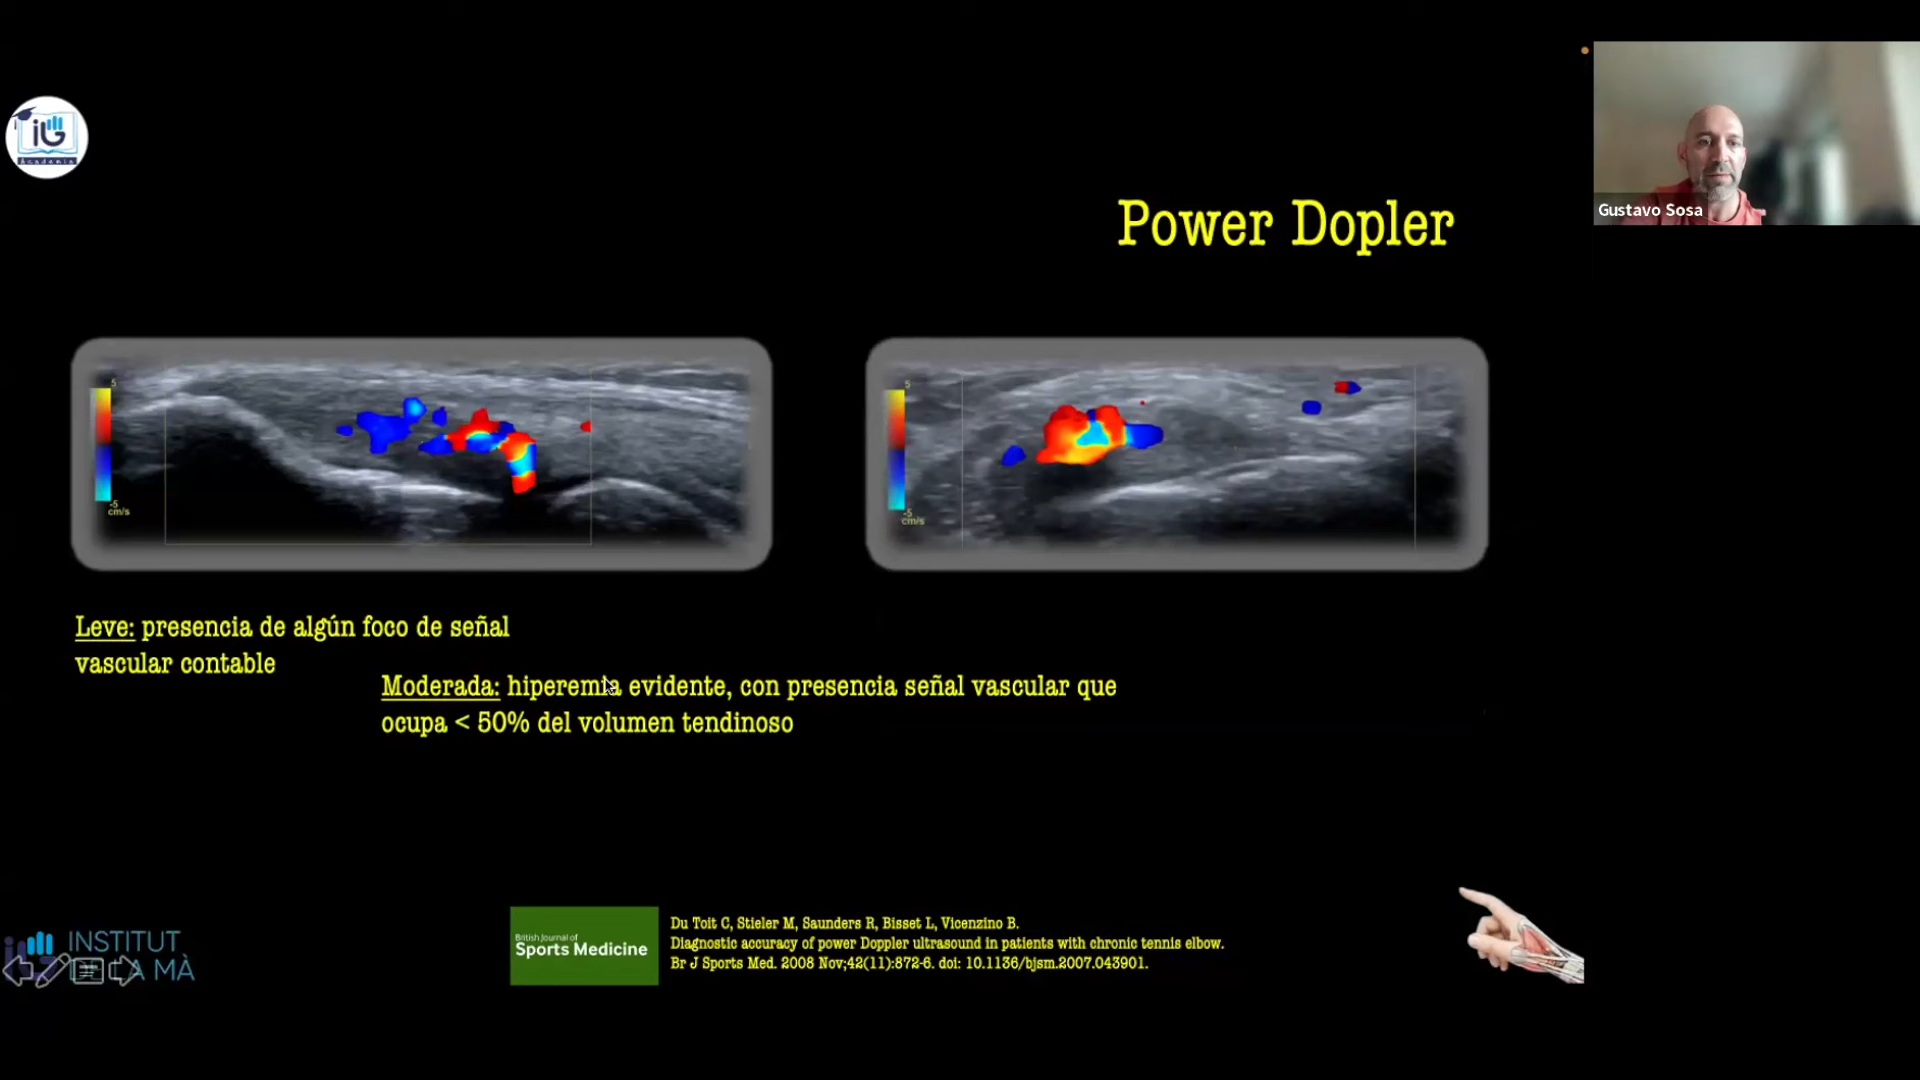 iG
Academia
Power Dopler
Gustavo Sosa
5
-5
cm/s
5
-5
cm/s
Leve: presencia de algún foco de señal
vascular contable
Moderada: hiperemia evidente, con presencia señal vascular que
ocupa < 50% del volumen tendinoso
British Journal of
Sports Medicine
Du Toit C, Stieler M, Saunders R, Bisset L, Vicenzino B.
Diagnostic accuracy of power Doppler ultrasound in patients with chronic tennis elbow.
Br J Sports Med. 2008 Nov;42(11):872-6. doi: 10.1136/bjsm.2007.043901.
INSTITUT
MÀ